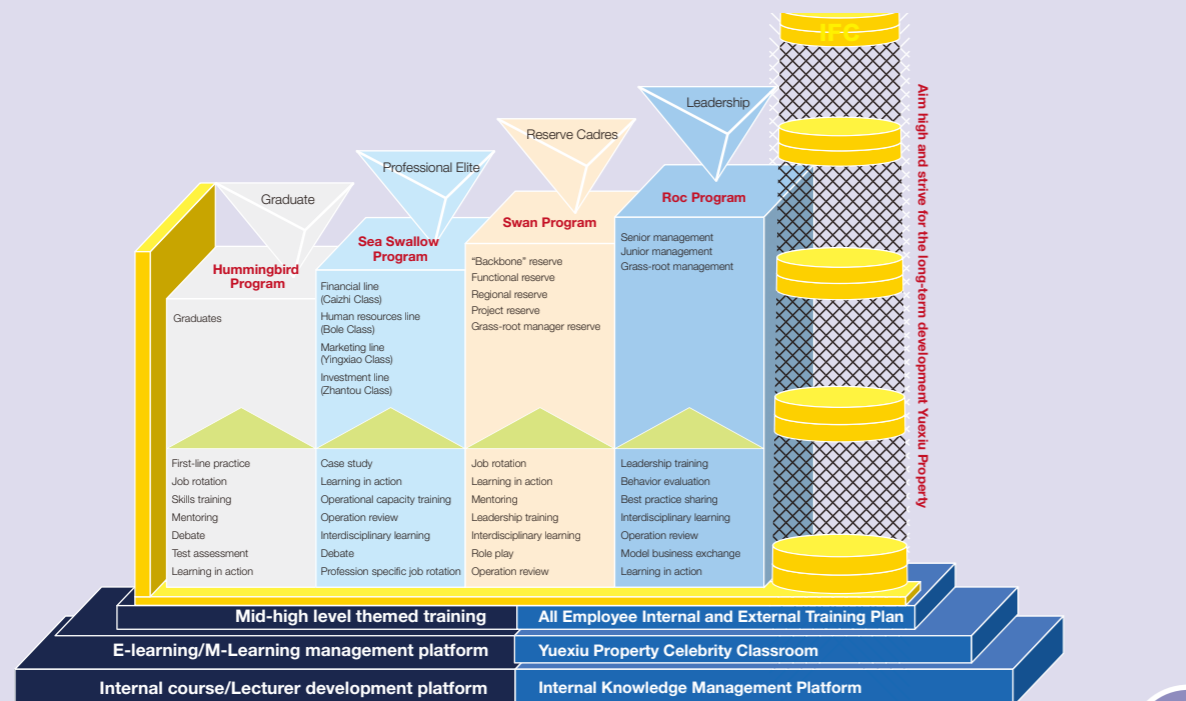 IFC
Aim high and strive for the long-term development Yuexiu Property
Graduate
Hummingbird
Program
Graduates
First-line practice
Job rotation
Skills training
Mentoring
Debate
Test assessment
Learning in action
Professional Elite
Sea Swallow
Program
Financial line
(Caizhi Class)
Human resources line
(Bole Class)
Marketing line
(Yingxiao Class)
Investment line
(Zhantou Class)
Case study
Learning in action
Operational capacity training
Operation review
Interdisciplinary learning
Debate
Profession specific job rotation
Reserve Cadres
Swan Program
“Backbone” reserve
Functional reserve
Regional reserve
Project reserve
Grass-root manager reserve
Job rotation
Learning in action
Mentoring
Leadership training
Interdisciplinary learning
Role play
Operation review
Leadership
Roc Program
Senior management
Junior management
Grass-root management
Leadership training
Behavior evaluation
Best practice sharing
Interdisciplinary learning
Operation review
Model business exchange
Learning in action
Mid-high level themed training
All Employee Internal and External Training Plan
E-learning/M-Learning management platform
Yuexiu Property Celebrity Classroom
Internal course/Lecturer development platform
Internal Knowledge Management Platform